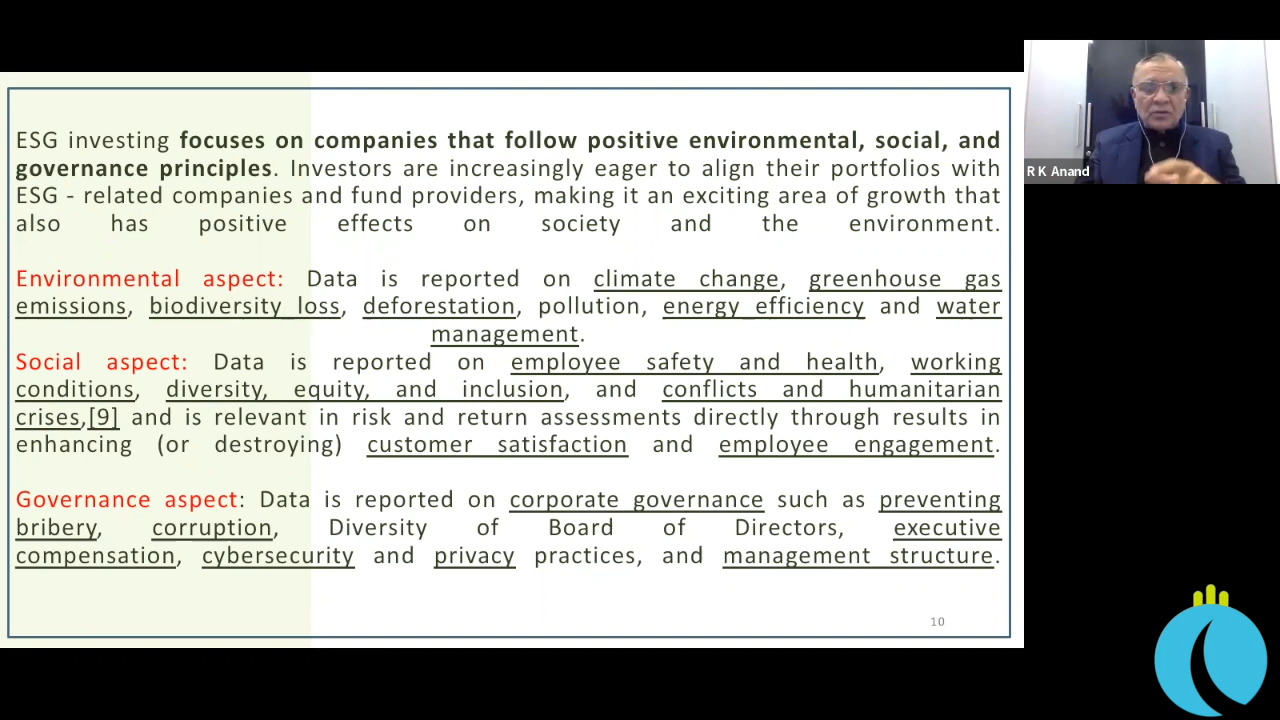 ESG investing focuses on companies that follow positive environmental, social, and
governance principles. Investors are increasingly eager to align their portfolios with
ESG - related companies and fund providers, making it an exciting area of growth that
also has positive effects on society and the environment.
Environmental aspect: Data is reported on climate change, greenhouse gas
emissions, biodiversity loss, deforestation, pollution, energy efficiency and water
management.
Social aspect: Data is reported on employee safety and health, working
conditions, diversity, equity, and inclusion, and conflicts and humanitarian
crises,[9] and is relevant in risk and return assessments directly through results in
enhancing (or destroying) customer satisfaction and employee engagement.
Governance aspect: Data is reported on corporate governance such as preventing
bribery, corruption, Diversity of Board of Directors, executive
compensation, cybersecurity and privacy practices, and management structure.
10
R K Anand